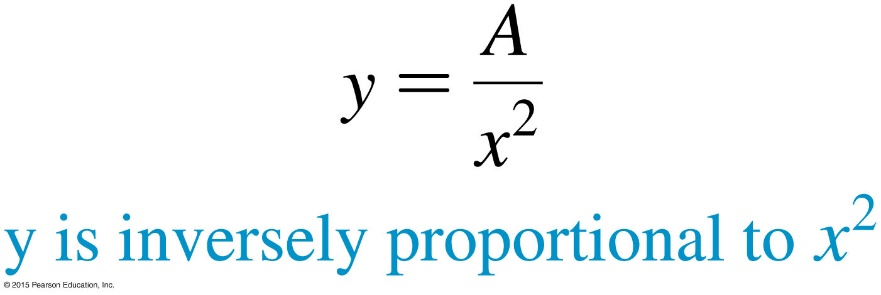 y = A/x²
y is inversely proportional to x²
© 2015 Pearson Education, Inc.